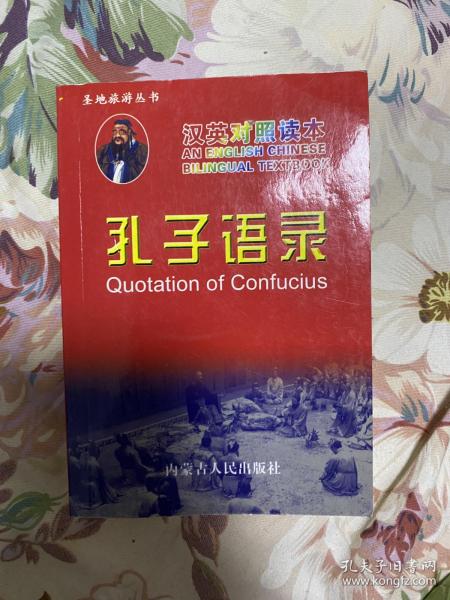 圣地旅游丛书
汉英对照读本
AN ENGLISH CHINESE
BILINGUAL TEXTBOOK
孔子语录
Quotation of Confucius
内蒙古人民出版社
孔夫子旧书网
www.kongfz.com